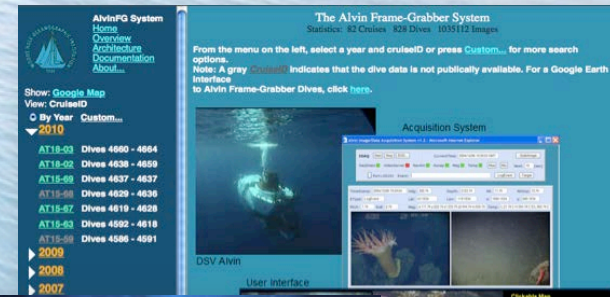 AlvinFG System
Home
Overview
Architecture
Documentation
About...
Show: Google Map
View: CruiseID
By Year Custom...
2010
AT18-03 Dives 4660 - 4664
AT18-02 Dives 4638 - 4659
AT15-69 Dives 4637 - 4637
AT15-68 Dives 4629 - 4636
AT15-67 Dives 4619 - 4628
AT15-63 Dives 4592 - 4618
AT15-59 Dives 4586 - 4591
2009
2008
2007
The Alvin Frame-Grabber System
Statistics: 82 Cruises 828 Dives 1035112 Images
From the menu on the left, select a year and cruiseID or press Custom... for more search
options.
Note: A gray CruiseID indicates that the dive data is not publically available. For a Google Earth
Interface
to Alvin Frame-Grabber Dives, click here.
Acquisition System
DSV Alvin
User Interface
Clickable Map